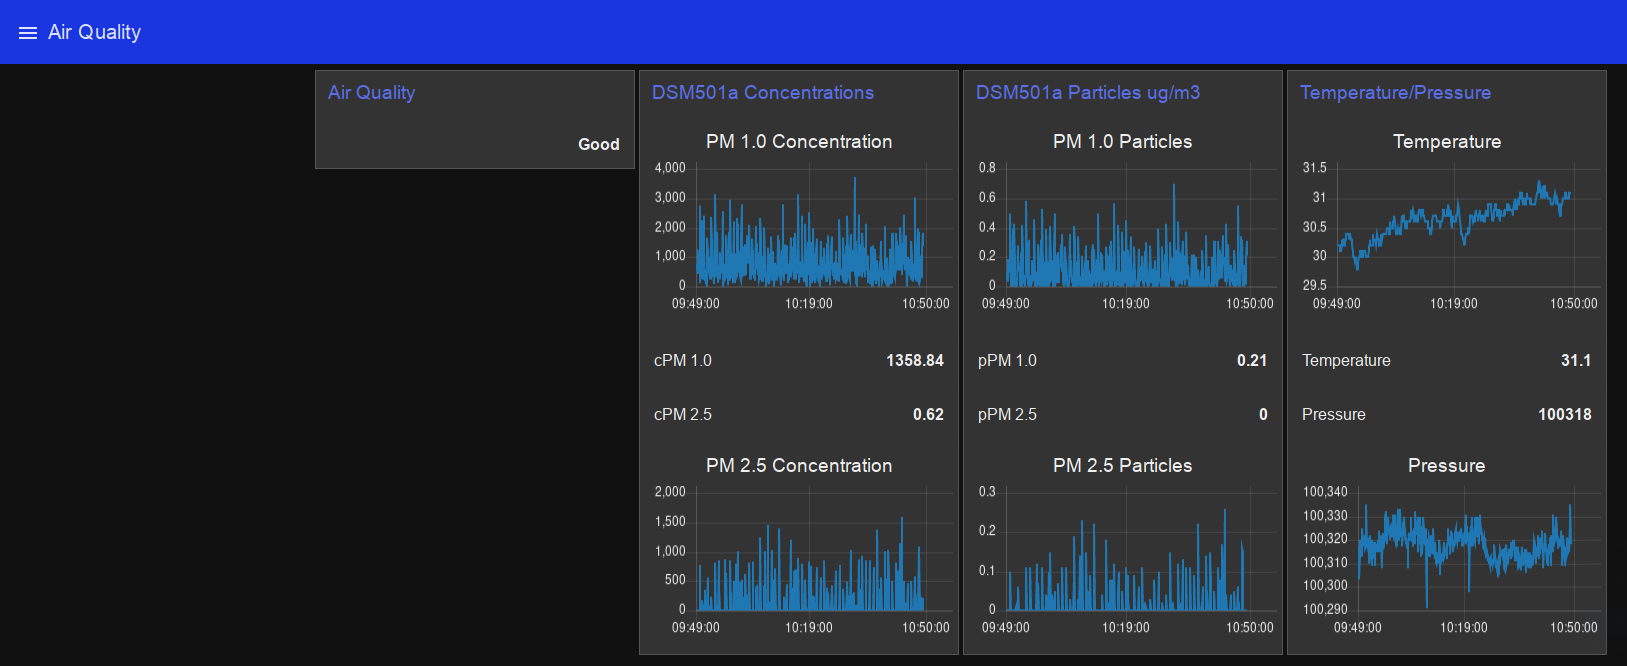 Air Quality
Air Quality
Good
DSM501a Concentrations
PM 1.0 Concentration
4,000
3,000
2,000
1,000
0
09:49:00 10:19:00 10:50:00
cPM 1.0 1358.84
cPM 2.5 0.62
PM 2.5 Concentration
2,000
1,500
1,000
500
0
09:49:00 10:19:00 10:50:00
DSM501a Particles ug/m3
PM 1.0 Particles
0.8
0.6
0.4
0.2
0
09:49:00 10:19:00 10:50:00
pPM 1.0 0.21
pPM 2.5 0
PM 2.5 Particles
0.3
0.2
0.1
0
09:49:00 10:19:00 10:50:00
Temperature/Pressure
Temperature
31.5
31
30.5
30
29.5
09:49:00 10:19:00 10:50:00
Temperature 31.1
Pressure 100318
Pressure
100,340
100,330
100,320
100,310
100,300
100,290
09:49:00 10:19:00 10:50:00